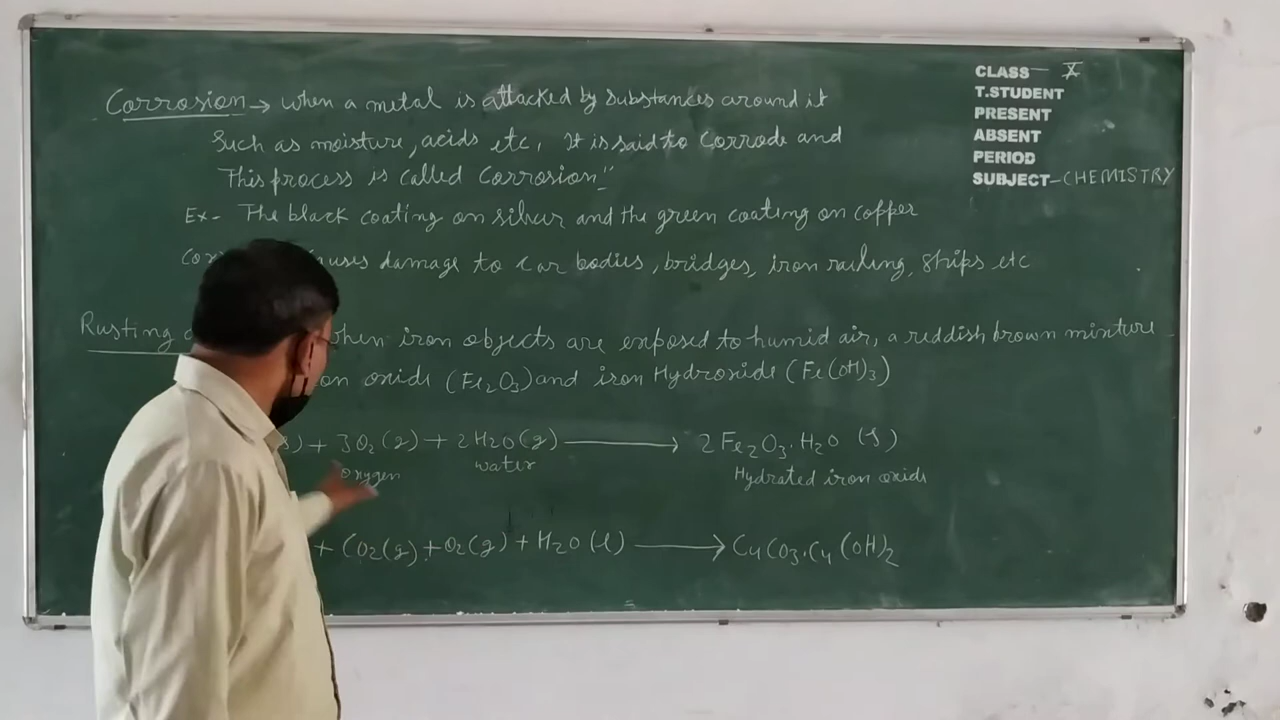 CLASS - X
T.STUDENT
PRESENT
ABSENT
PERIOD
SUBJECT - CHEMISTRY
Corrosion → when a metal is attacked by substances around it
Such as moisture, acids etc, It is said to Corrode and
This process is called Corrosion"
Ex- The black coating on silver and the green coating on copper
damage to car bodies, bridges, iron railing, ships etc
Rusting when iron objects are exposed to humid air, a reddish brown mixture
oxide (Fe2O3) and iron Hydroxide (Fe(OH)3)
+ 3O2(g) + 2H2O(g) → 2Fe2O3.H2O (s)
oxygen water Hydrated iron oxide
+ CO2(g) + O2(g) + H2O(l) → CuCO3.Cu(OH)2